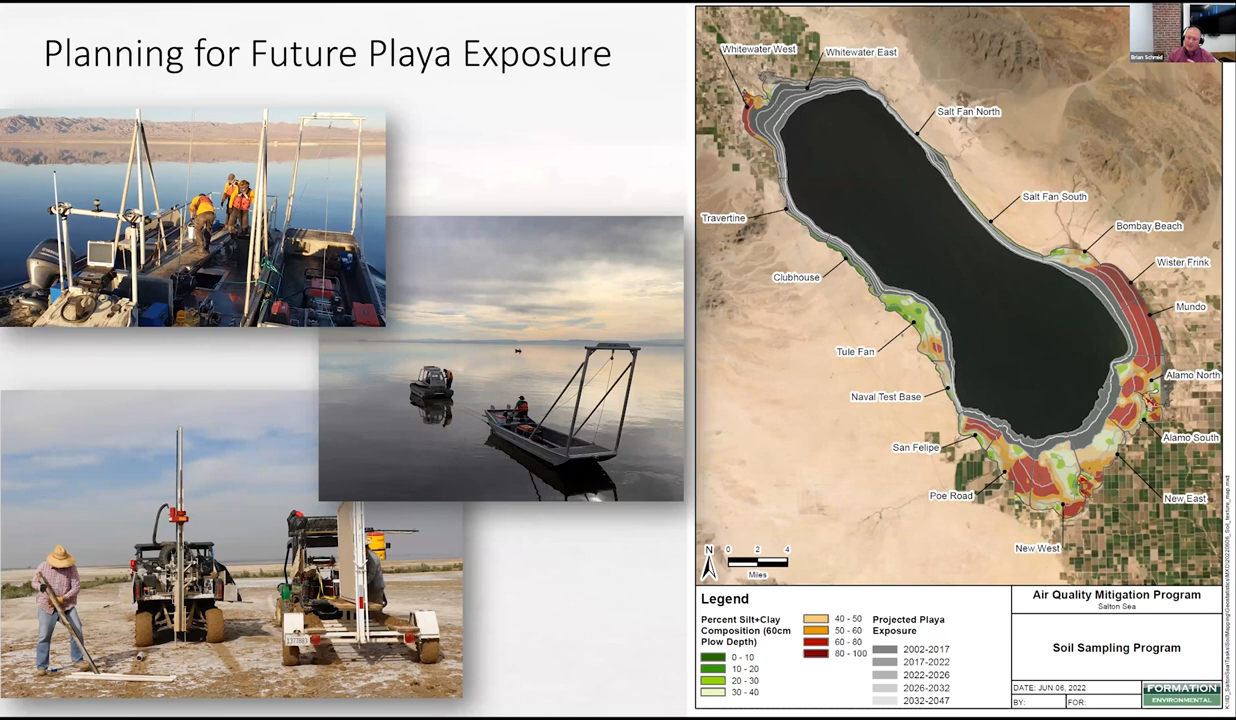 Planning for Future Playa Exposure
Brian Schmid
Whitewater West
Whitewater East
Salt Fan North
Salt Fan South
Travertine
Bombay Beach
Wister Frink
Clubhouse
Mundo
Tule Fan
Alamo North
Naval Test Base
Alamo South
San Felipe
Poe Road
New East
New West
N
0 2 4
Miles
Legend
Percent Silt+Clay
Composition (60cm
Plow Depth)
0 - 10
10 - 20
20 - 30
30 - 40
40 - 50
50 - 60
60 - 80
80 - 100
Projected Playa
Exposure
2002-2017
2017-2022
2022-2026
2026-2032
2032-2047
Air Quality Mitigation Program
Salton Sea
Soil Sampling Program
DATE: JUN 06, 2022
BY:
FOR:
FORMATION
ENVIRONMENTAL